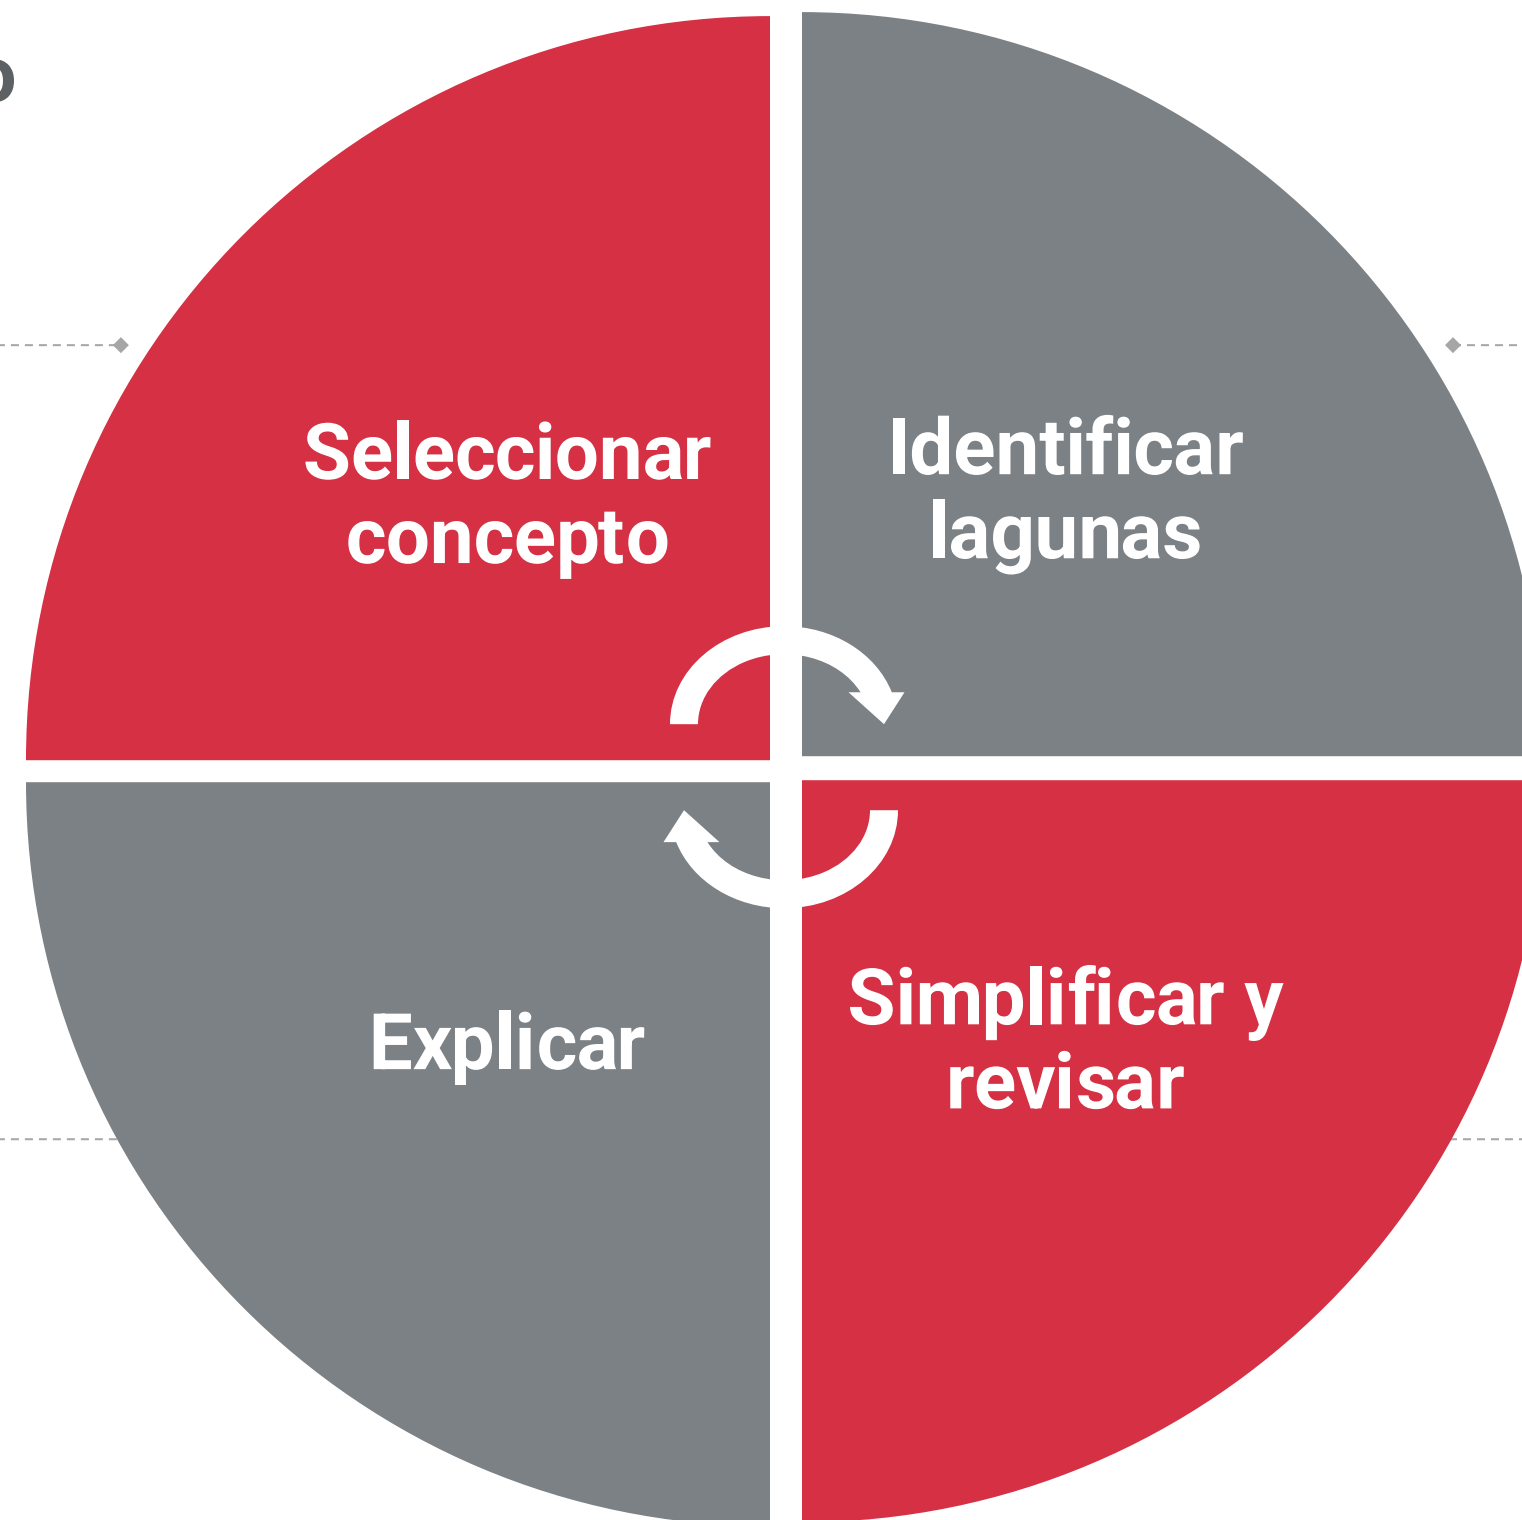 Seleccionar
concepto
Identificar
lagunas
Explicar
Simplificar y
revisar